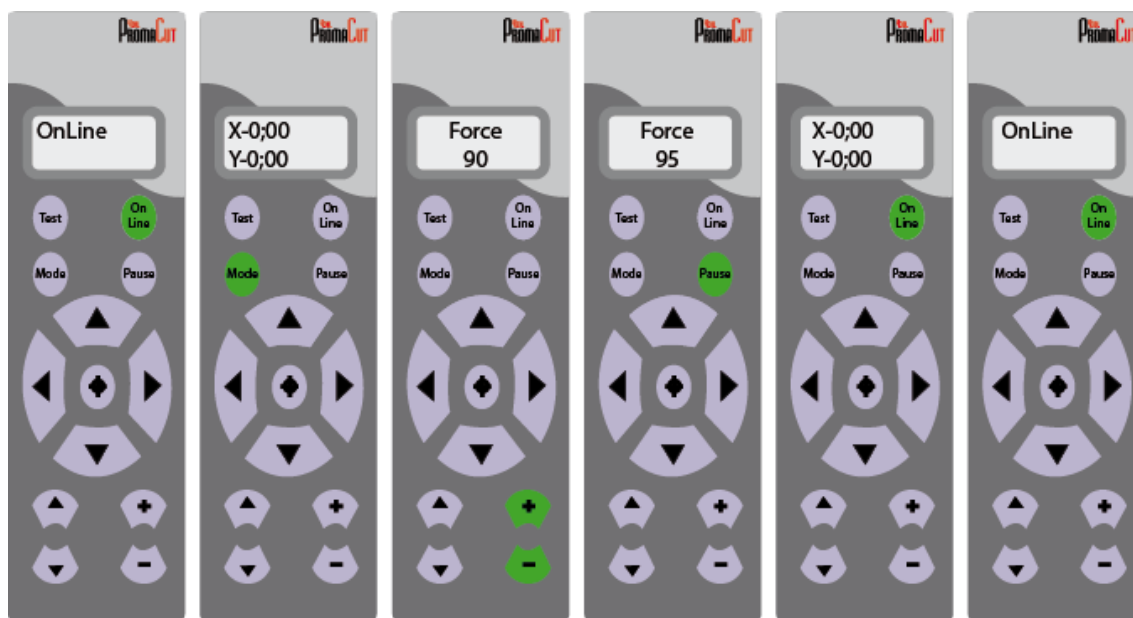 PromaCut
OnLine
Test
On
Line
Mode
Pause
PromaCut
X-0;00
Y-0;00
Test
On
Line
Mode
Pause
PromaCut
Force
90
Test
On
Line
Mode
Pause
PromaCut
Force
95
Test
On
Line
Mode
Pause
PromaCut
X-0;00
Y-0;00
Test
On
Line
Mode
Pause
PromaCut
OnLine
Test
On
Line
Mode
Pause